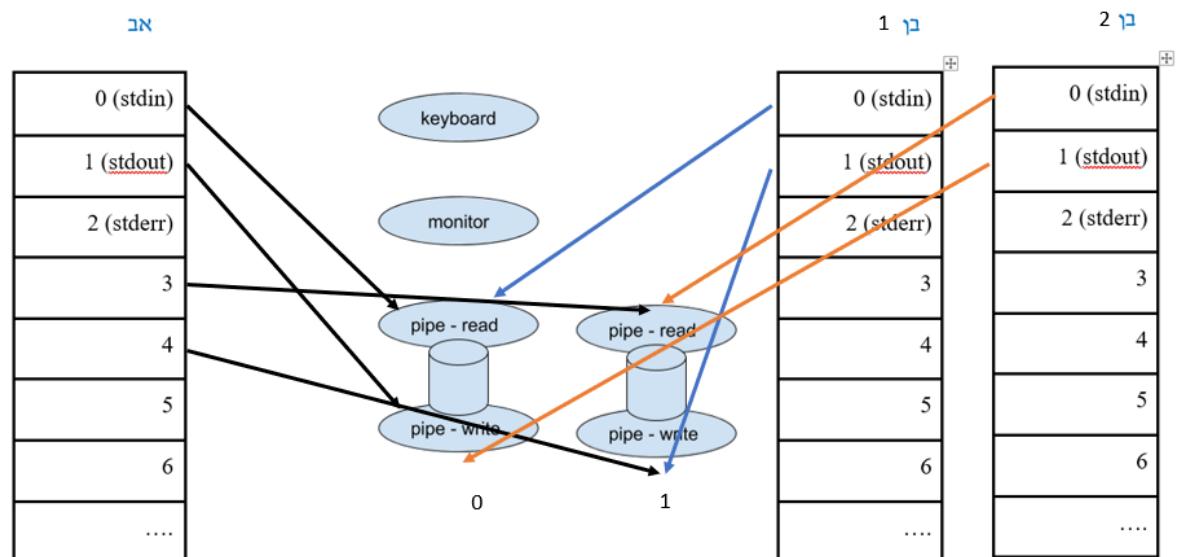 אב
0 (stdin)
1 (stdout)
2 (stderr)
3
4
5
6
....
keyboard
monitor
pipe - read
pipe - write
0
pipe - read
pipe - write
1
בן 1
0 (stdin)
1 (stdout)
2 (stderr)
3
4
5
6
....
בן 2
0 (stdin)
1 (stdout)
2 (stderr)
3
4
5
6
....